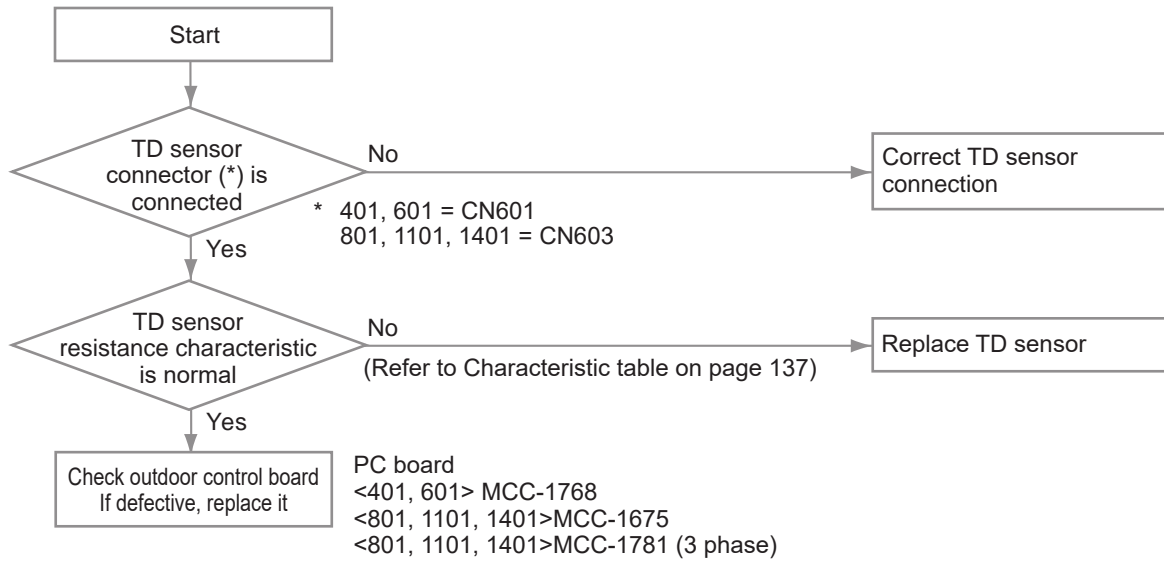 Start
TD sensor
connector (*) is
connected
No
Correct TD sensor
connection
* 401, 601 = CN601
801, 1101, 1401 = CN603
Yes
TD sensor
resistance characteristic
is normal
No
(Refer to Characteristic table on page 137)
Replace TD sensor
Yes
Check outdoor control board
If defective, replace it
PC board
<401, 601> MCC-1768
<801, 1101, 1401>MCC-1675
<801, 1101, 1401>MCC-1781 (3 phase)